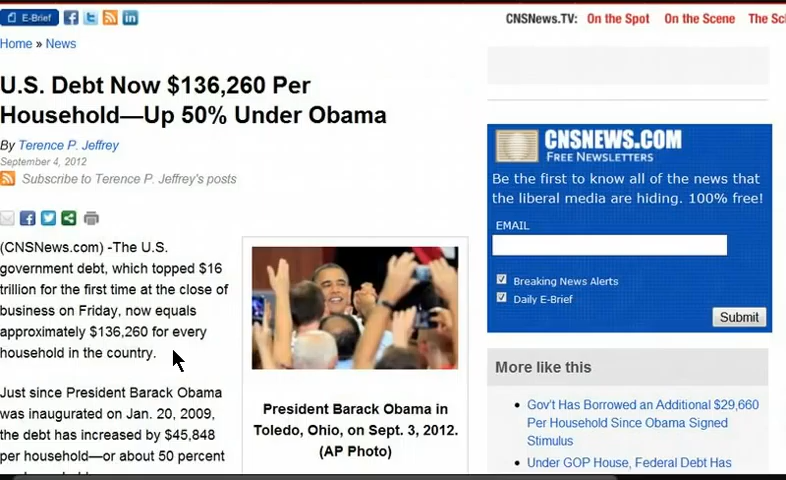 E-Brief
CNSNews.TV: On the Spot On the Scene The Sc
Home » News
U.S. Debt Now $136,260 Per
Household—Up 50% Under Obama
By Terence P. Jeffrey
September 4, 2012
Subscribe to Terence P. Jeffrey's posts
(CNSNews.com) -The U.S.
government debt, which topped $16
trillion for the first time at the close of
business on Friday, now equals
approximately $136,260 for every
household in the country.
Just since President Barack Obama
was inaugurated on Jan. 20, 2009,
the debt has increased by $45,848
per household—or about 50 percent
President Barack Obama in
Toledo, Ohio, on Sept. 3, 2012.
(AP Photo)
CNSNEWS.COM
FREE NEWSLETTERS
Be the first to know all of the news that
the liberal media are hiding. 100% free!
EMAIL
Breaking News Alerts
Daily E-Brief
Submit
More like this
Gov't Has Borrowed an Additional $29,660
Per Household Since Obama Signed
Stimulus
Under GOP House, Federal Debt Has